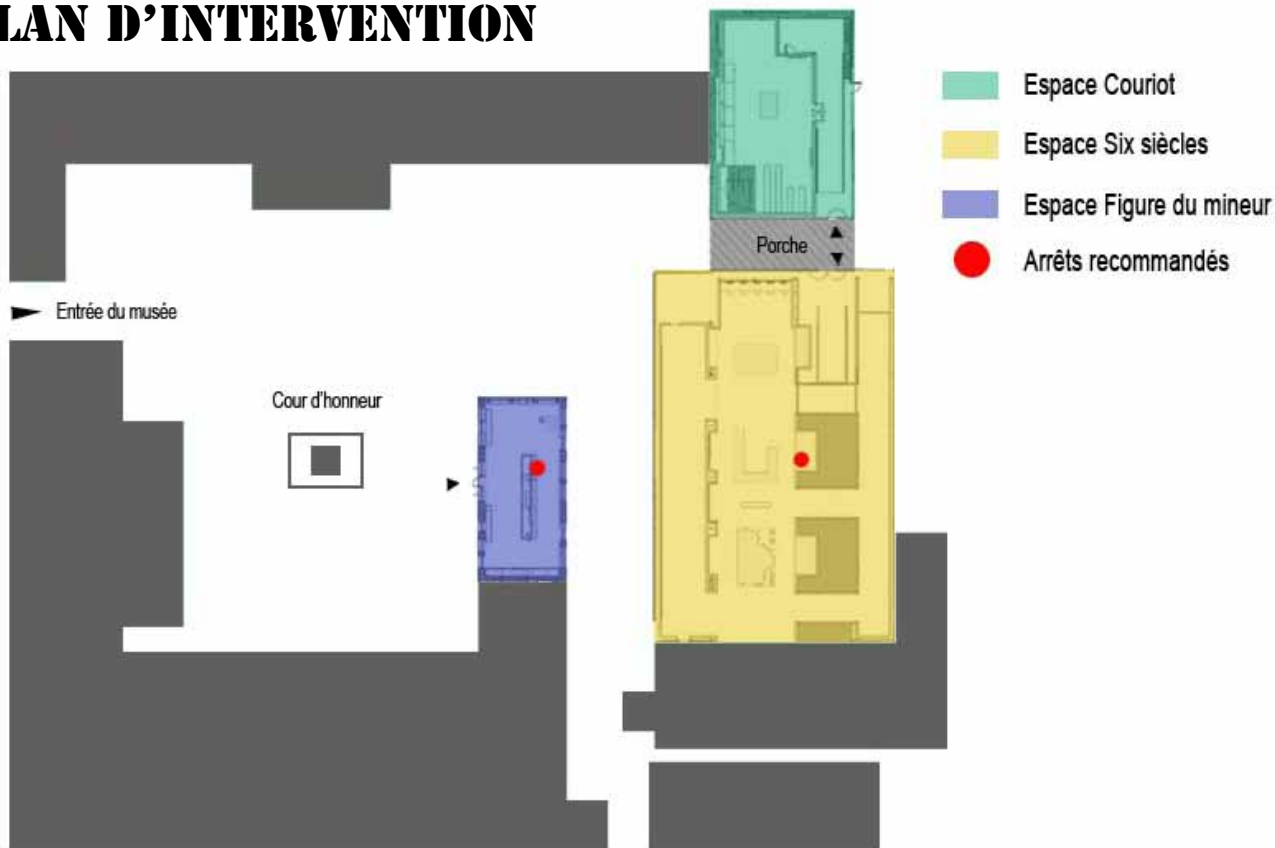 LAN D'INTERVENTION
Espace Couriot
Espace Six siècles
Espace Figure du mineur
Arrêts recommandés
Porche
Entrée du musée
Cour d'honneur